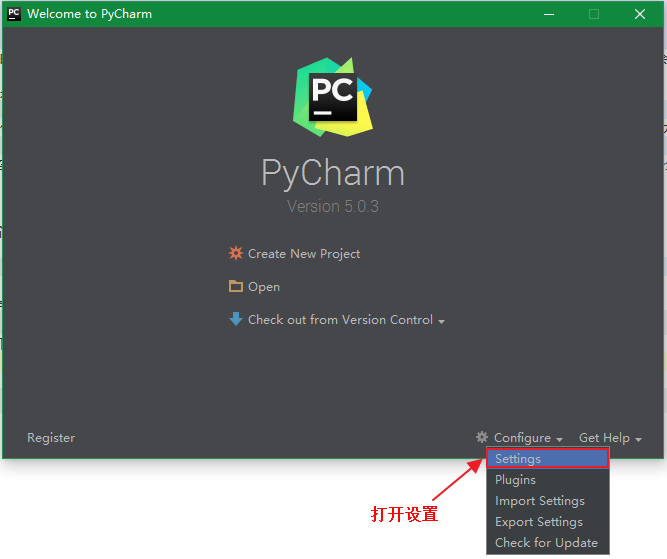 Welcome to PyCharm
PC
PyCharm
Version 5.0.3
Create New Project
Open
Check out from Version Control
Register
Configure
Get Help
Settings
Plugins
打开设置
Import Settings
Export Settings
Check for Update